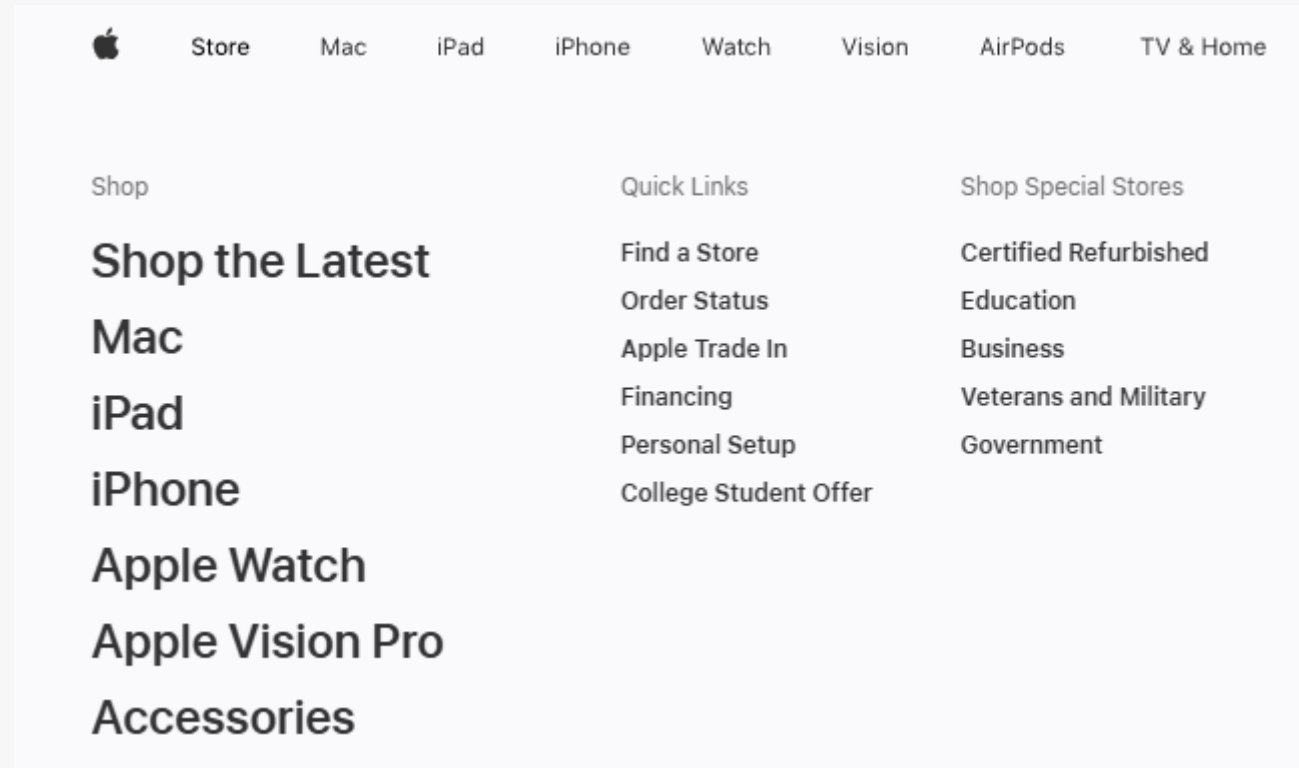 Store Mac iPad iPhone Watch Vision AirPods TV & Home
Shop
Shop the Latest
Mac
iPad
iPhone
Apple Watch
Apple Vision Pro
Accessories
Quick Links
Find a Store
Order Status
Apple Trade In
Financing
Personal Setup
College Student Offer
Shop Special Stores
Certified Refurbished
Education
Business
Veterans and Military
Government